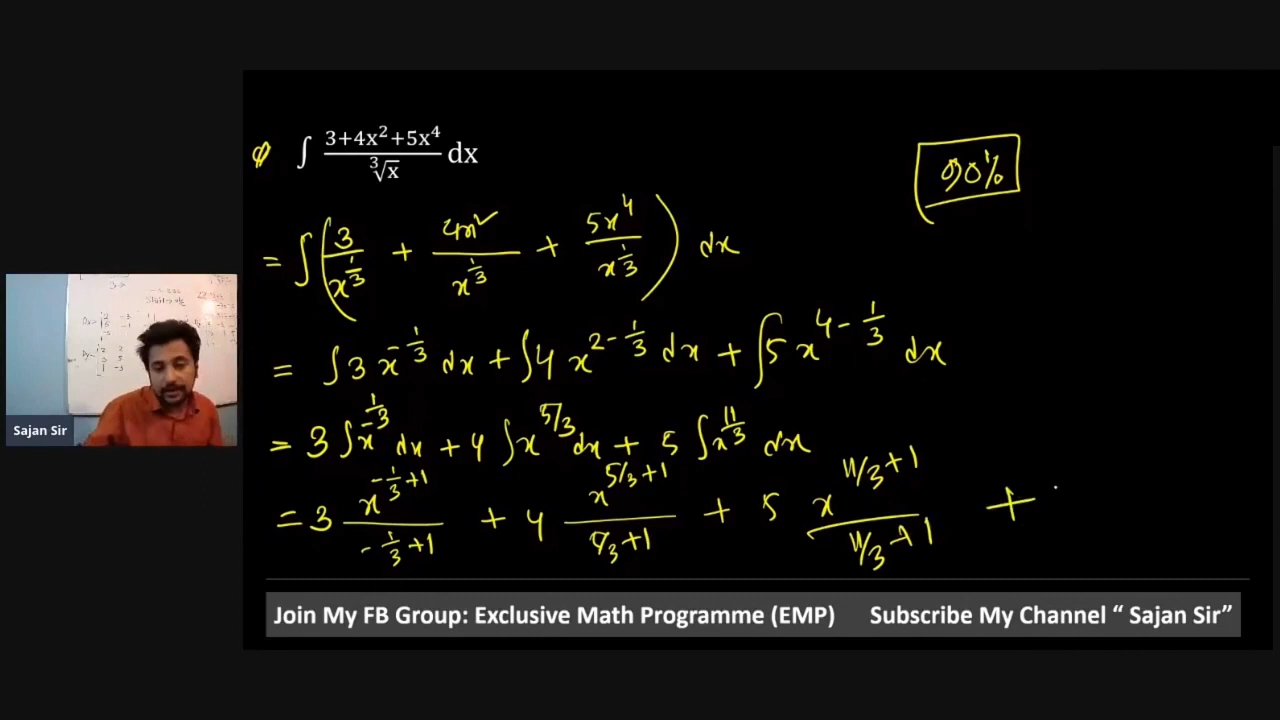 φ ∫ (3+4x²+5x⁴)/∛x dx
90%
= ∫ ( 3/x^(1/3) + 4x²/x^(1/3) + 5x⁴/x^(1/3) ) dx
= ∫ 3 x^(-1/3) dx + ∫ 4 x^(2-1/3) dx + ∫ 5 x^(4-1/3) dx
= 3 ∫ x^(-1/3) dx + 4 ∫ x^(5/3) dx + 5 ∫ x^(11/3) dx
= 3 x^(-1/3+1)/(-1/3+1) + 4 x^(5/3+1)/(5/3+1) + 5 x^(11/3+1)/(11/3+1) +
Sajan Sir
Join My FB Group: Exclusive Math Programme (EMP) Subscribe My Channel “ Sajan Sir”